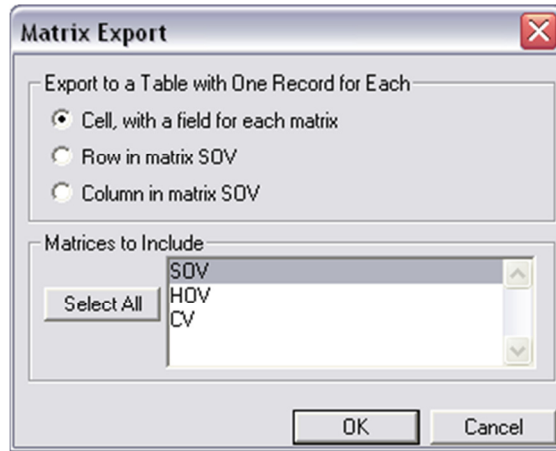 Matrix Export
Export to a Table with One Record for Each
Cell, with a field for each matrix
Row in matrix SOV
Column in matrix SOV
Matrices to Include
Select All
SOV
HOV
CV
OK
Cancel